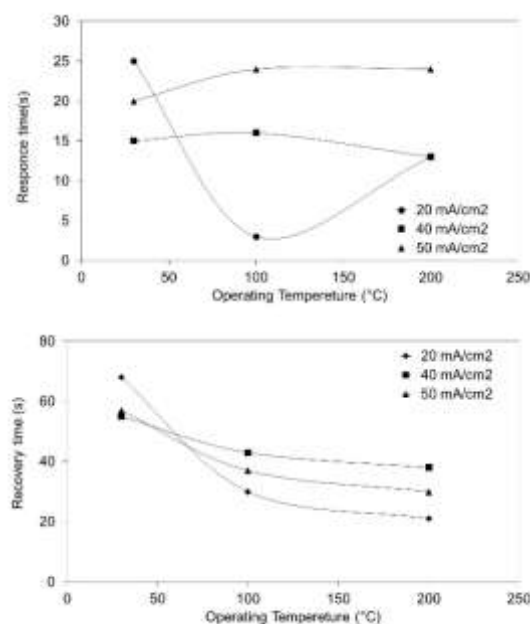 30
25
20
15
10
5
0
Responce time(s)
20 mA/cm2
40 mA/cm2
50 mA/cm2
0 50 100 150 200 250
Operating Tempereture (°C)
80
60
40
20
0
Recovery time (s)
20 mA/cm2
40 mA/cm2
50 mA/cm2
0 50 100 150 200 250
Operating Tempereture (°C)